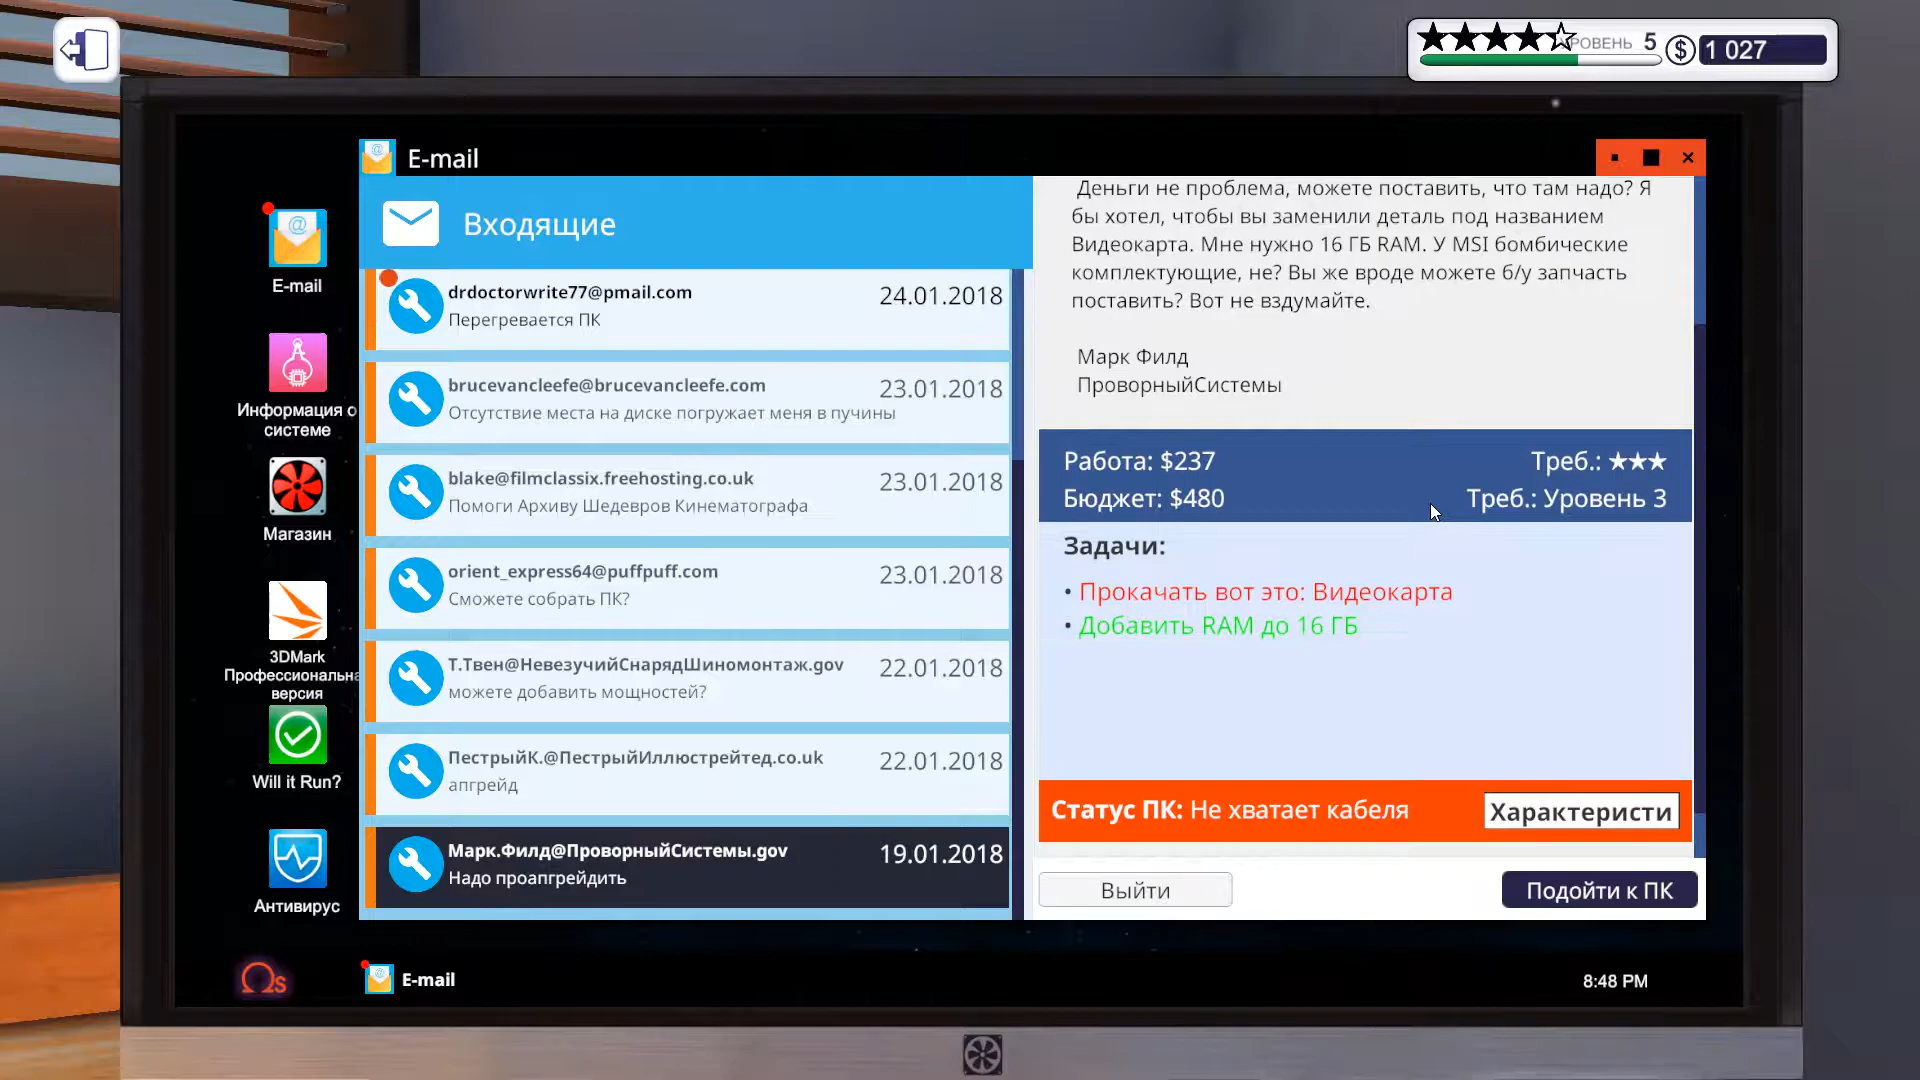 УРОВЕНЬ 5
$ 1 027
E-mail
Входящие
E-mail
Информация о
системе
Магазин
3DMark
Профессиональна
версия
Will it Run?
Антивирус
drdoctorwrite77@pmail.com
24.01.2018
Перегревается ПК
brucevancleefe@brucevancleefe.com
23.01.2018
Отсутствие места на диске погружает меня в пучины
blake@filmclassix.freehosting.co.uk
23.01.2018
Помоги Архиву Шедевров Кинематографа
orient_express64@puffpuff.com
23.01.2018
Сможете собрать ПК?
Т.Твен@НевезучийСнарядШиномонтаж.gov
22.01.2018
можете добавить мощностей?
ПестрыйК.@ПестрыйИллюстрейтед.co.uk
22.01.2018
апгрейд
Марк.Филд@ПроворныйСистемы.gov
19.01.2018
Надо проапгрейдить
Деньги не проблема, можете поставить, что там надо? Я
бы хотел, чтобы вы заменили деталь под названием
Видеокарта. Мне нужно 16 ГБ RAM. У MSI бомбические
комплектующие, не? Вы же вроде можете б/у запчасть
поставить? Вот не вздумайте.
Марк Филд
ПроворныйСистемы
Работа: $237
Треб.: ★★★
Бюджет: $480
Треб.: Уровень 3
Задачи:
• Прокачать вот это: Видеокарта
• Добавить RAM до 16 ГБ
Статус ПК: Не хватает кабеля
Характеристи
Выйти
Подойти к ПК
Ωs
E-mail
8:48 PM